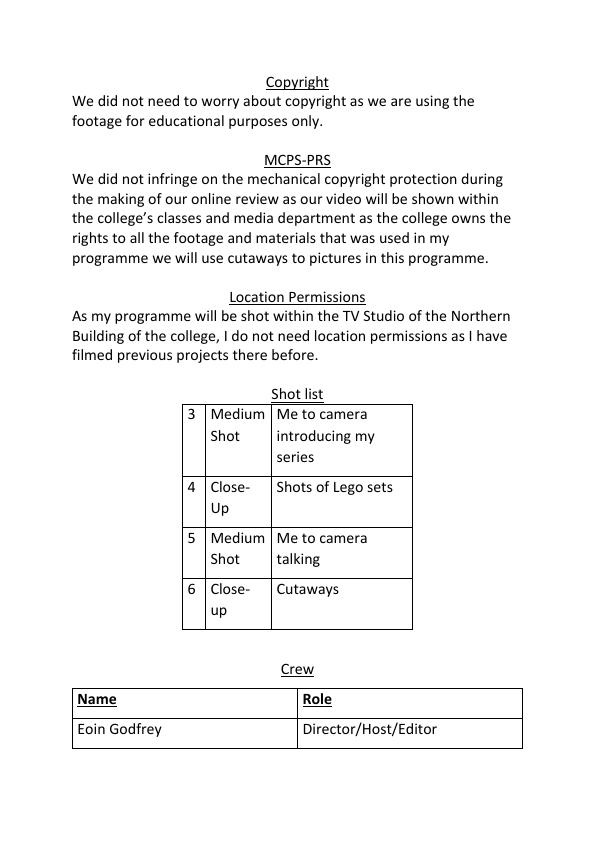 Copyright
We did not need to worry about copyright as we are using the
footage for educational purposes only.
MCPS-PRS
We did not infringe on the mechanical copyright protection during
the making of our online review as our video will be shown within
the college’s classes and media department as the college owns the
rights to all the footage and materials that was used in my
programme we will use cutaways to pictures in this programme.
Location Permissions
As my programme will be shot within the TV Studio of the Northern
Building of the college, I do not need location permissions as I have
filmed previous projects there before.
Shot list
3 Medium Me to camera
Shot introducing my
series
4 Close- Shots of Lego sets
Up
5 Medium Me to camera
Shot talking
6 Close- Cutaways
up
Crew
Name Role
Eoin Godfrey Director/Host/Editor